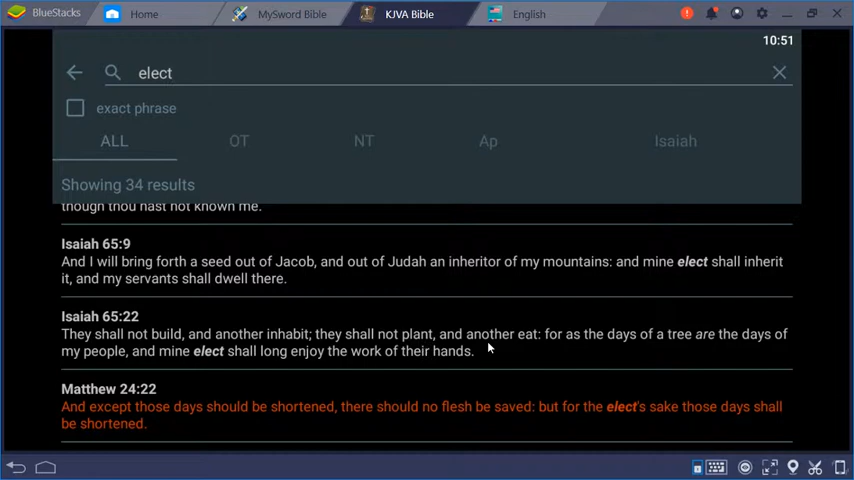 BlueStacks Home MySword Bible KJVA Bible English
10:51
elect
exact phrase
ALL OT NT Ap Isaiah
Showing 34 results
though thou hast not known me.
Isaiah 65:9
And I will bring forth a seed out of Jacob, and out of Judah an inheritor of my mountains: and mine elect shall inherit
it, and my servants shall dwell there.
Isaiah 65:22
They shall not build, and another inhabit; they shall not plant, and another eat: for as the days of a tree are the days of
my people, and mine elect shall long enjoy the work of their hands.
Matthew 24:22
And except those days should be shortened, there should no flesh be saved: but for the elect's sake those days shall
be shortened.